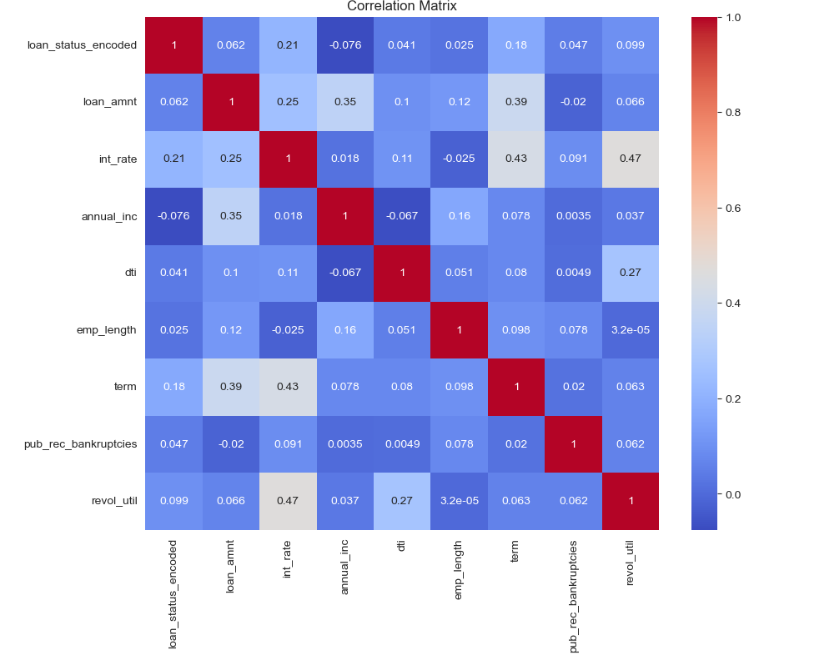 Correlation Matrix
loan_status_encoded 1 0.062 0.21 -0.076 0.041 0.025 0.18 0.047 0.099
loan_amnt 0.062 1 0.25 0.35 0.1 0.12 0.39 -0.02 0.066
int_rate 0.21 0.25 1 0.018 0.11 -0.025 0.43 0.091 0.47
annual_inc -0.076 0.35 0.018 1 -0.067 0.16 0.078 0.0035 0.037
dti 0.041 0.1 0.11 -0.067 1 0.051 0.08 0.0049 0.27
emp_length 0.025 0.12 -0.025 0.16 0.051 1 0.098 0.078 3.2e-05
term 0.18 0.39 0.43 0.078 0.08 0.098 1 0.02 0.063
pub_rec_bankruptcies 0.047 -0.02 0.091 0.0035 0.0049 0.078 0.02 1 0.062
revol_util 0.099 0.066 0.47 0.037 0.27 3.2e-05 0.063 0.062 1
loan_status_encoded
loan_amnt
int_rate
annual_inc
dti
emp_length
term
pub_rec_bankruptcies
revol_util
1.0
0.8
0.6
0.4
0.2
0.0